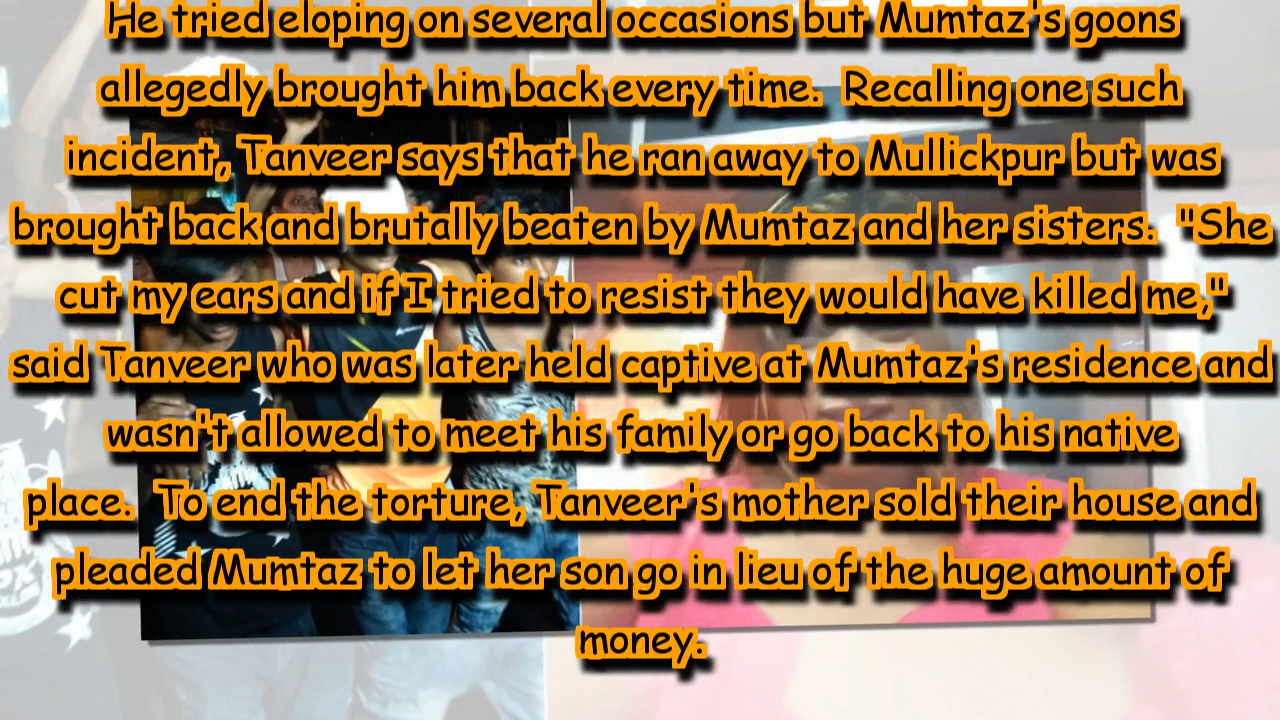 He tried eloping on several occasions but Mumtaz's goons
allegedly brought him back every time.  Recalling one such
incident, Tanveer says that he ran away to Mullickpur but was
brought back and brutally beaten by Mumtaz and her sisters.  "She
cut my ears and if I tried to resist they would have killed me,"
said Tanveer who was later held captive at Mumtaz's residence and
wasn't allowed to meet his family or go back to his native
place.  To end the torture, Tanveer's mother sold their house and
pleaded Mumtaz to let her son go in lieu of the huge amount of
money.